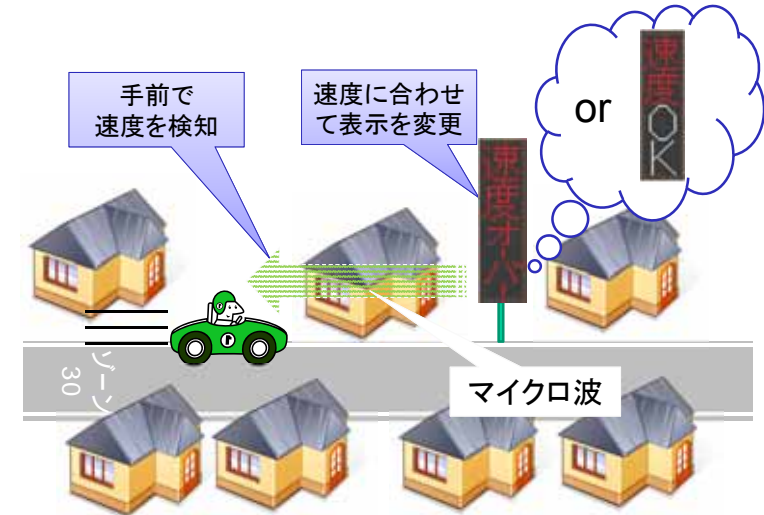 手前で
速度を検知
速度に合わせ
て表示を変更
or
速度OK
速度オーバー
マイクロ波
ゾーン
30
r